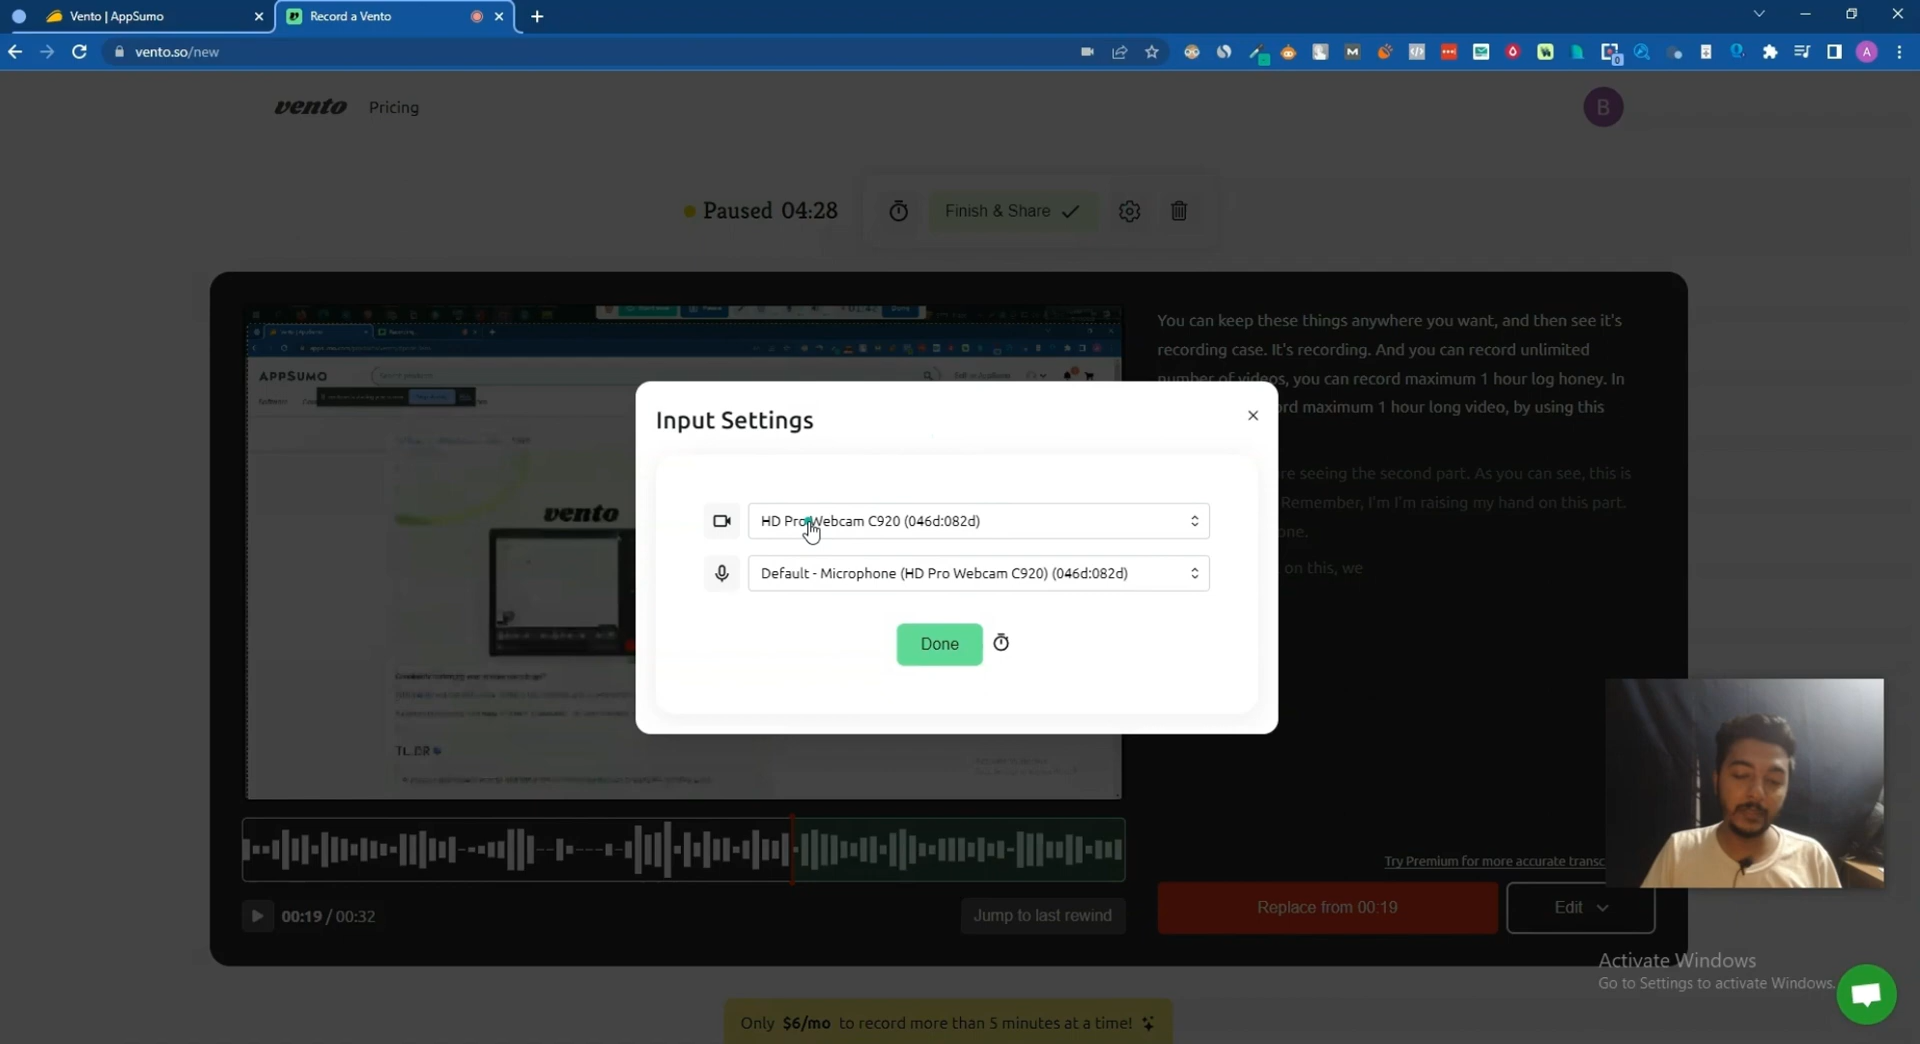 Vento | AppSumo
Record a Vento
vento.so/new
vento
Pricing
B
Paused 04:28
Finish & Share
You can keep these things anywhere you want, and then see it's
recording case. It's recording. And you can record unlimited
number of videos, you can record maximum 1 hour log honey. In
rd maximum 1 hour long video, by using this
re seeing the second part. As you can see, this is
Remember, I'm I'm raising my hand on this part.
one.
on this, we
APPSUMO
vento
TL;DR
Input Settings
HD Pro Webcam C920 (046d:082d)
Default - Microphone (HD Pro Webcam C920) (046d:082d)
Done
Try Premium for more accurate transc
00:19 / 00:32
Jump to last rewind
Replace from 00:19
Edit
Activate Windows
Go to Settings to activate Windows.
Only $6/mo to record more than 5 minutes at a time!